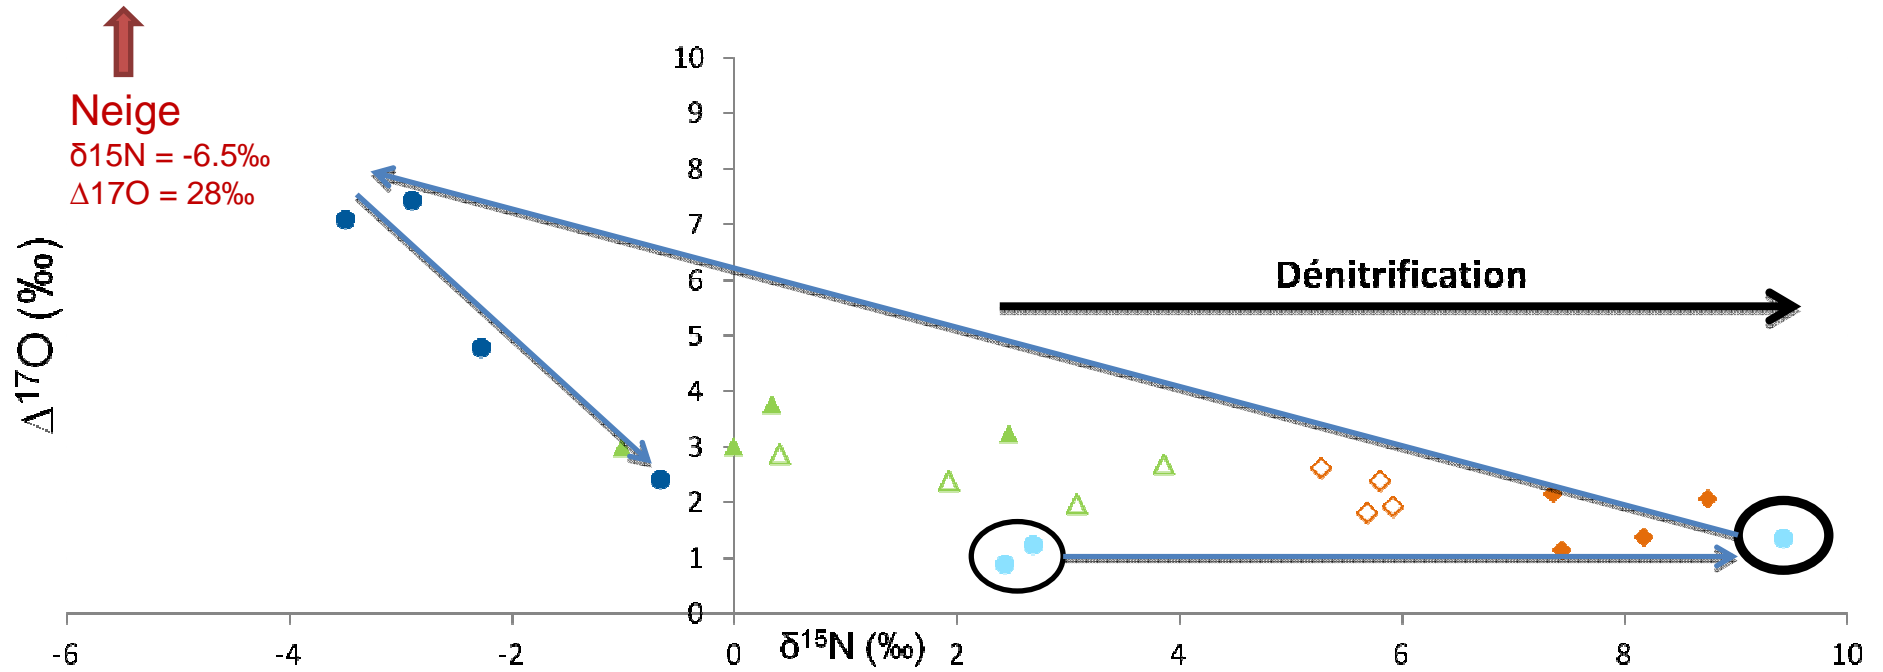 Neige
δ15N = -6.5‰
Δ17O = 28‰
10
9
8
7
6
5
4
3
2
1
0
Δ¹⁷O (‰)
Dénitrification
-6 -4 -2 0 2 4 6 8 10
δ¹⁵N (‰)